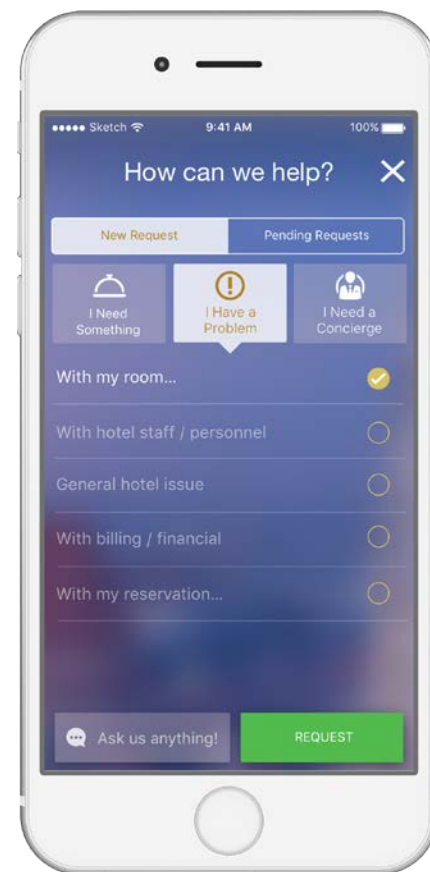 ●●●●● Sketch 9:41 AM 100%
How can we help?
New Request Pending Requests
I Need
Something
I Have a
Problem
I Need a
Concierge
With my room...
With hotel staff / personnel
General hotel issue
With billing / financial
With my reservation...
Ask us anything! REQUEST